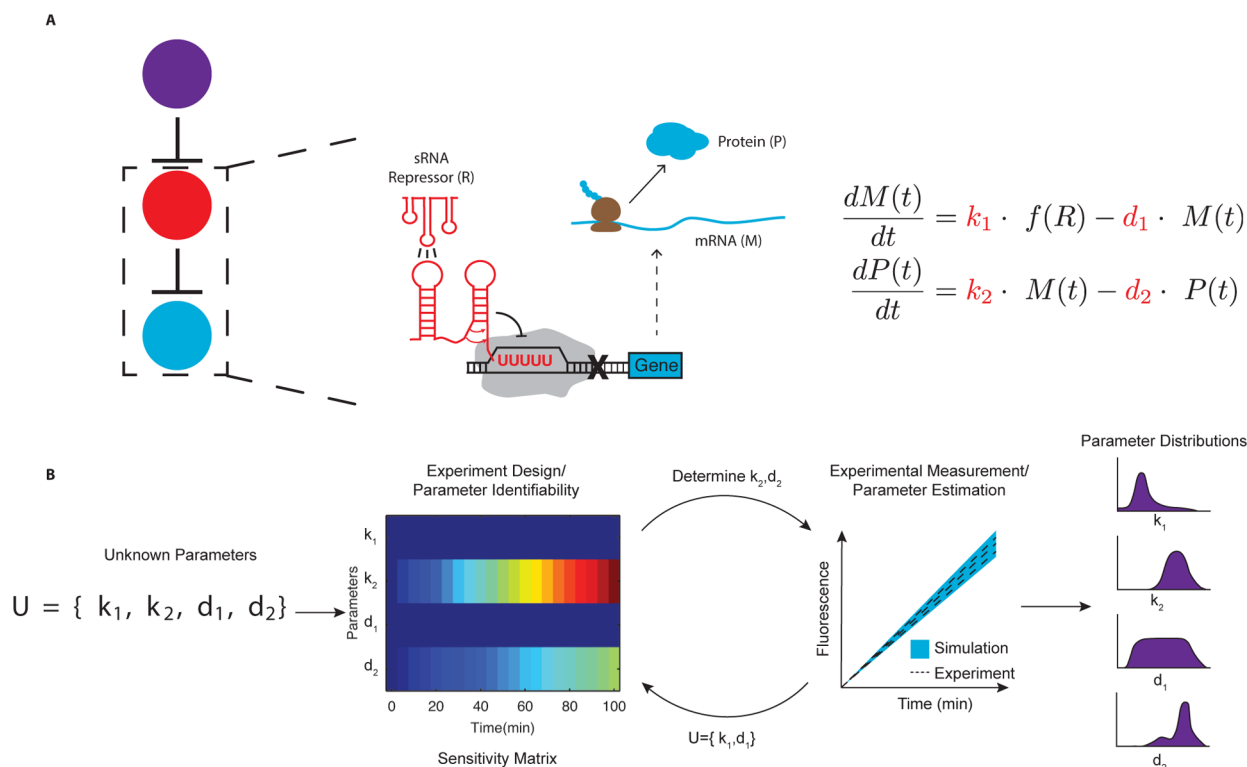 A
sRNA
Repressor (R)
Protein (P)
mRNA (M)
UUUUU
X
Gene
dM(t)/dt = k₁ · f(R) − d₁ · M(t)
dP(t)/dt = k₂ · M(t) − d₂ · P(t)
B
Unknown Parameters
U = { k₁, k₂, d₁, d₂}
Experiment Design/
Parameter Identifiability
Parameters
k₁
k₂
d₁
d₂
0 20 40 60 80 100
Time(min)
Sensitivity Matrix
Determine k₂,d₂
U={ k₁,d₁}
Experimental Measurement/
Parameter Estimation
Fluorescence
Simulation
Experiment
Time (min)
Parameter Distributions
k₁
k₂
d₁
d₂